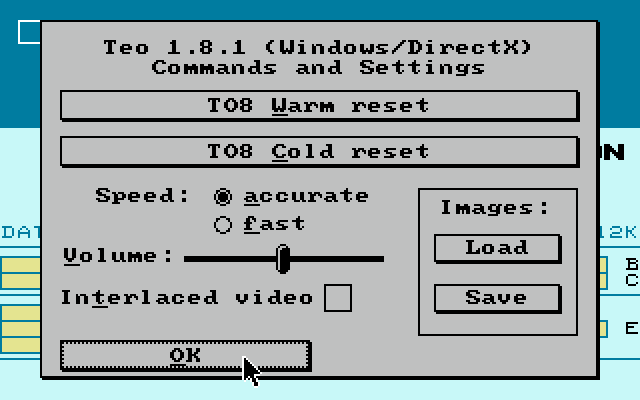 Teo 1.8.1 (Windows/DirectX)
Commands and Settings
TO8 Warm reset
TO8 Cold reset
Speed: accurate
fast
Images:
Volume:
Load
Interlaced video
Save
OK
DAT
12K
B
C
E